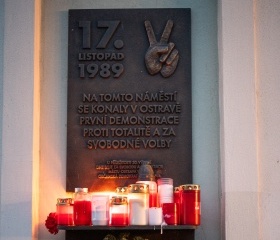 17.
LISTOPAD
1989
NA TOMTO NÁMĚSTÍ
SE KONALY V OSTRAVĚ
PRVNÍ DEMONSTRACE
PROTI TOTALITĚ A ZA
SVOBODNÉ VOLBY